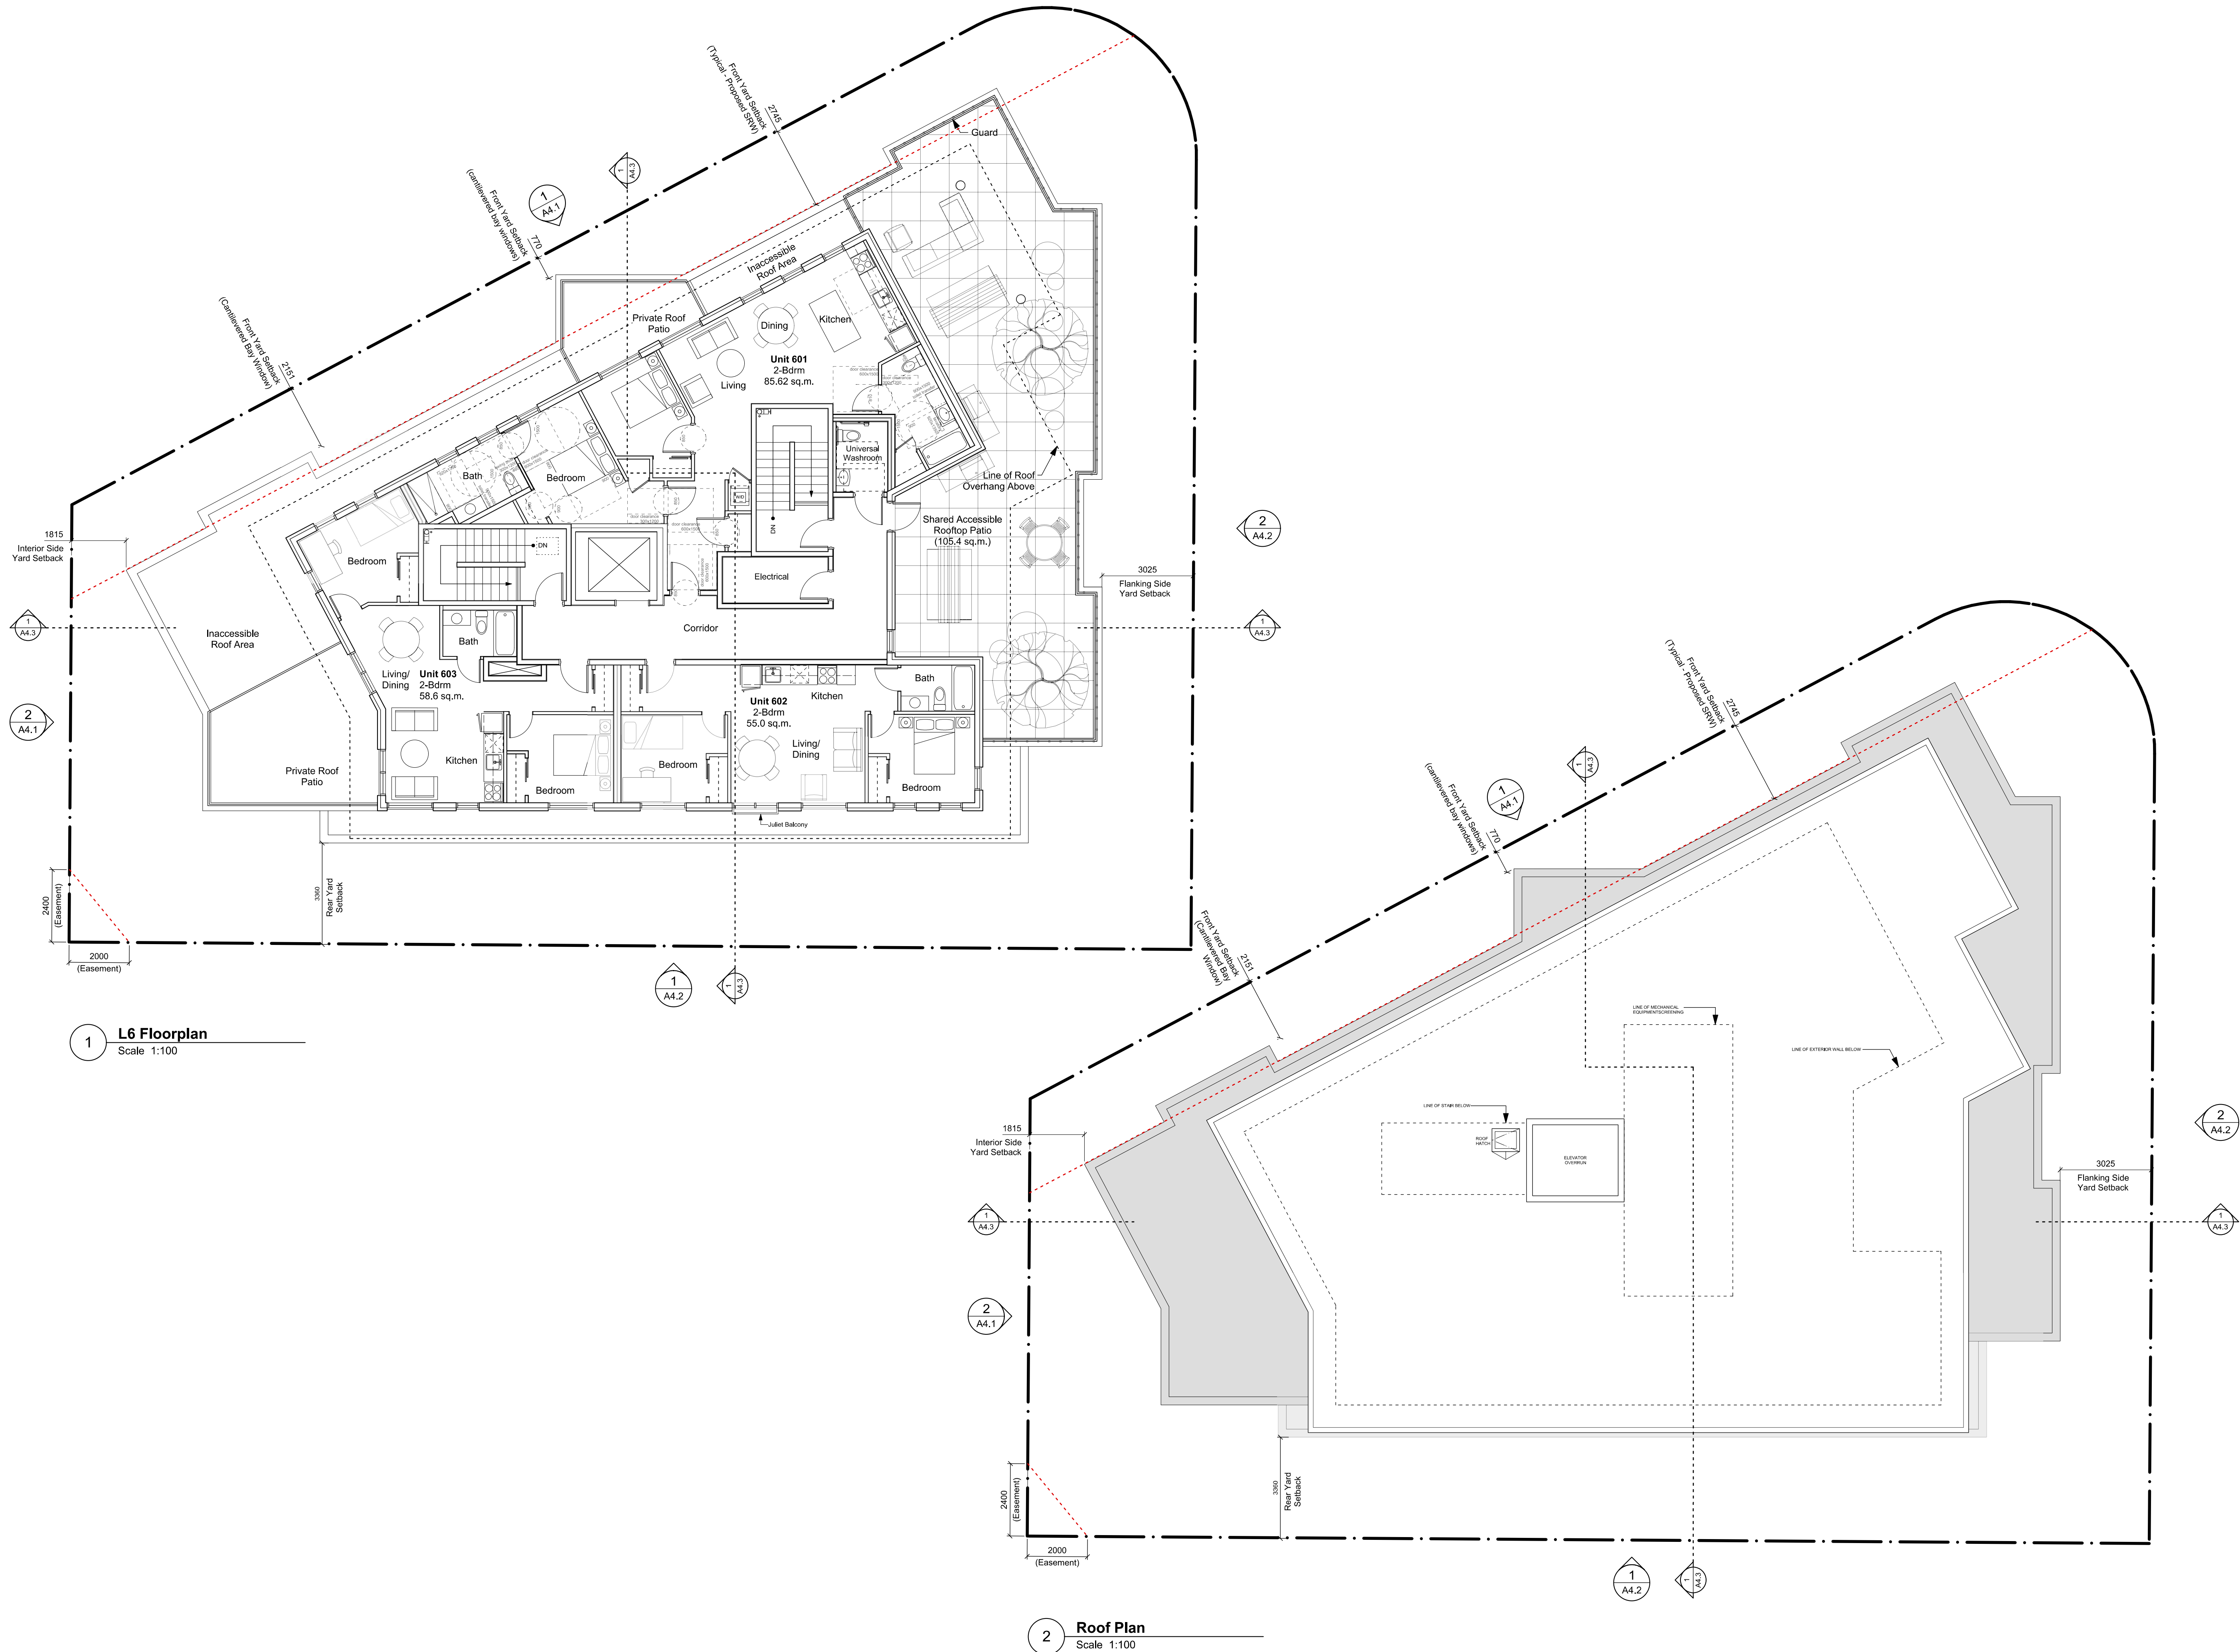 Front Yard Setback
(Typical - Proposed SRW)
2745
Guard
Front Yard Setback
(cantilevered bay windows)
770
1
A4.1
1
A4.3
Front Yard Setback
(Cantilevered Bay Window)
2151
Inaccessible
Roof Area
Private Roof
Patio
Dining
Kitchen
Unit 601
2-Bdrm
85.62 sq.m.
Living
Universal
Washroom
Bath
Bedroom
Line of Roof
Overhang Above
Shared Accessible
Rooftop Patio
(105.4 sq.m.)
DN
DN
W/D
door clearance
600x1500
Electrical
Bedroom
1815
Interior Side
Yard Setback
2
A4.2
3025
Flanking Side
Yard Setback
1
A4.3
1
A4.3
Inaccessible
Roof Area
Corridor
Bath
Living/
Dining
Unit 603
2-Bdrm
58.6 sq.m.
Unit 602
2-Bdrm
55.0 sq.m.
Kitchen
Bath
2
A4.1
Living/
Dining
Kitchen
Private Roof
Patio
Bedroom
Bedroom
Bedroom
Juliet Balcony
3360
Rear Yard
Setback
2400
(Easement)
2000
(Easement)
1
A4.2
1
A4.3
1
L6 Floorplan
Scale 1:100
Front Yard Setback
(Typical - Proposed SRW)
2745
Front Yard Setback
(cantilevered bay windows)
770
1
A4.1
1
A4.3
Front Yard Setback
(Cantilevered Bay
Window)
2151
LINE OF MECHANICAL
EQUIPMENTSCREENING
LINE OF EXTERIOR WALL BELOW
LINE OF STAIR BELOW
ROOF
HATCH
ELEVATOR
OVERRUN
1815
Interior Side
Yard Setback
2
A4.2
3025
Flanking Side
Yard Setback
1
A4.3
1
A4.3
2
A4.1
3360
Rear Yard
Setback
2400
(Easement)
2000
(Easement)
1
A4.2
1
A4.3
2
Roof Plan
Scale 1:100